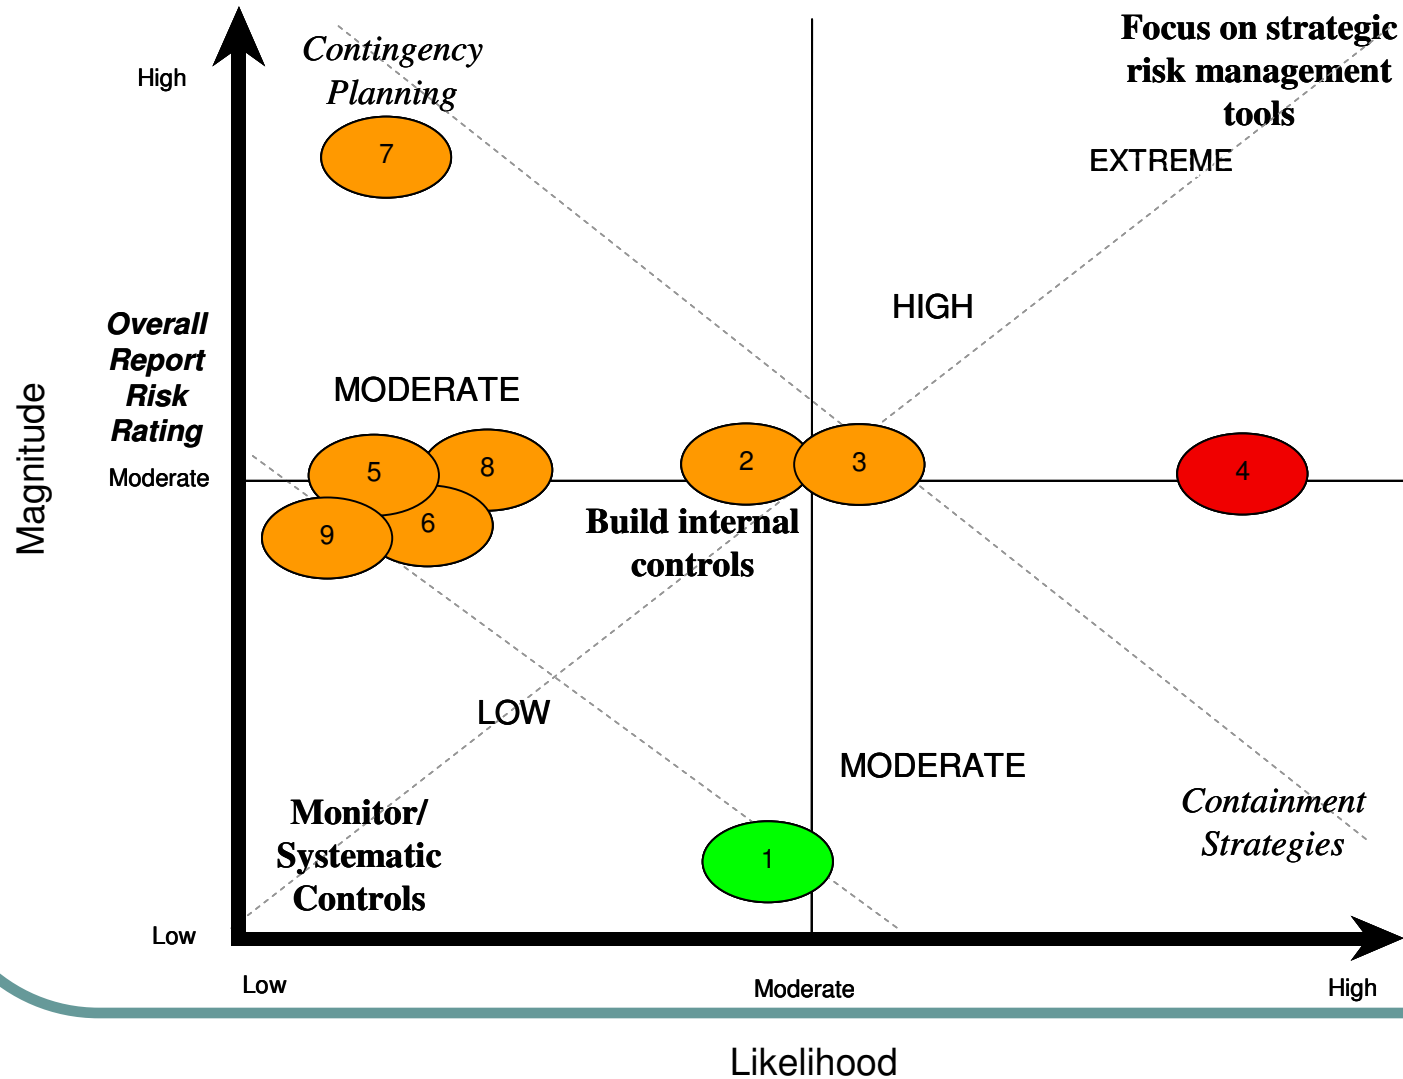 Focus on strategic
risk management
tools
Contingency
Planning
High
7
EXTREME
HIGH
Overall
Report
Risk
Rating
MODERATE
Magnitude
Moderate
5
8
2
3
4
9
6
Build internal
controls
LOW
MODERATE
Monitor/
Systematic
Controls
Containment
Strategies
1
Low
Low
Moderate
High
Likelihood